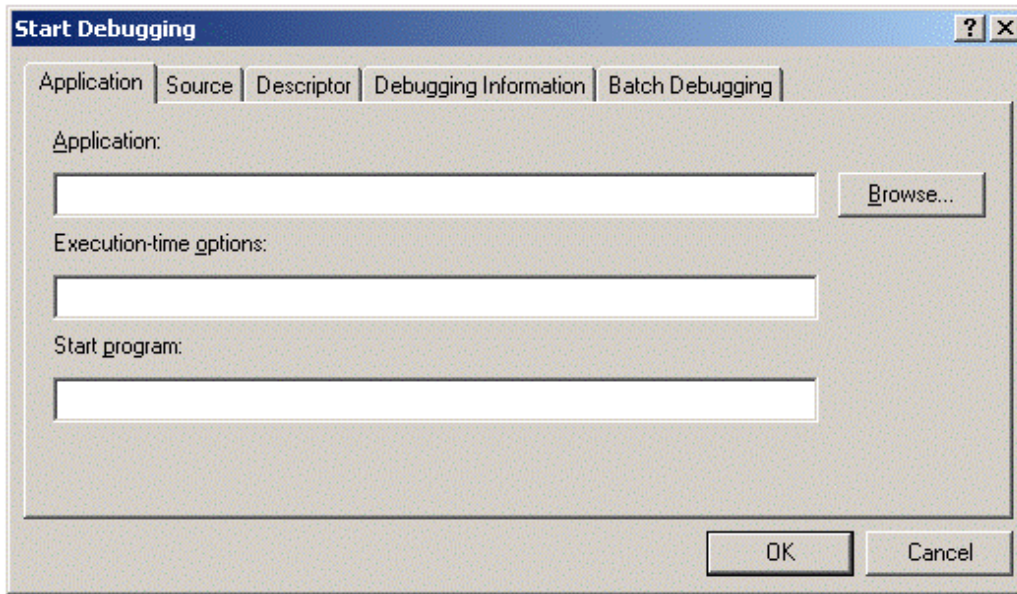 Start Debugging
Application Source Descriptor Debugging Information Batch Debugging
Application:
Browse...
Execution-time options:
Start program:
OK Cancel